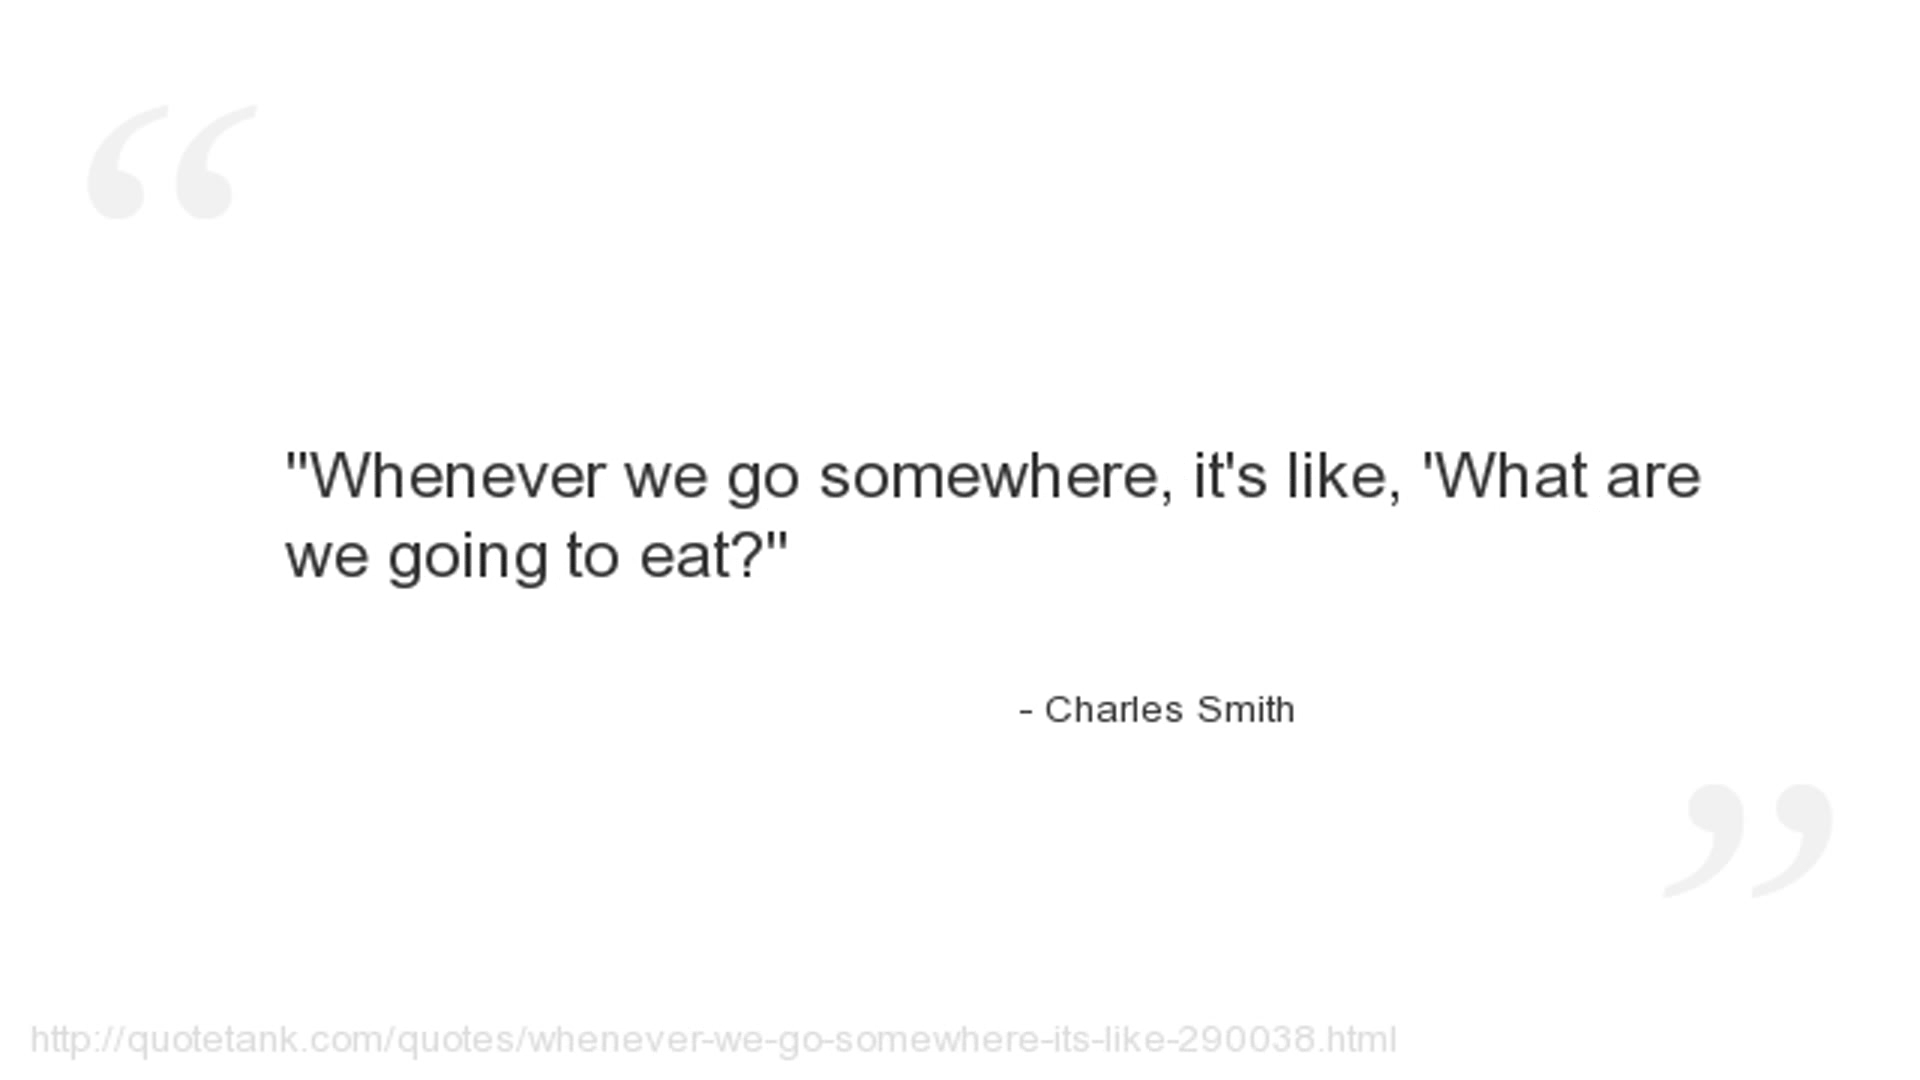 "Whenever we go somewhere, it's like, 'What are
we going to eat?"
- Charles Smith
http://quotetank.com/quotes/whenever-we-go-somewhere-its-like-290038.html